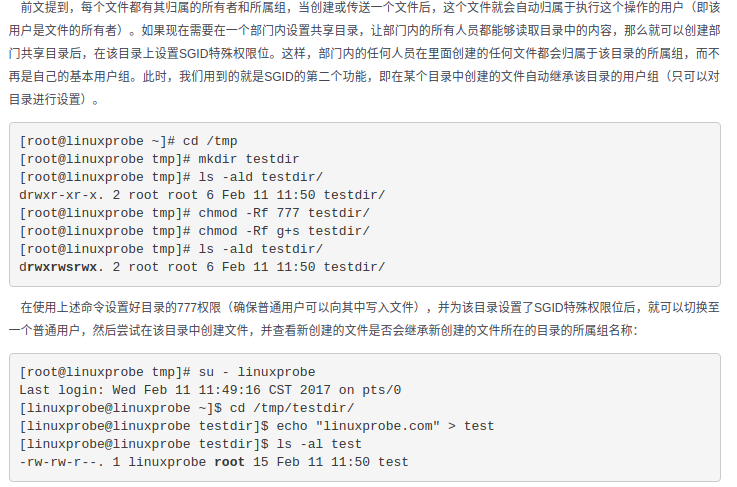 前文提到，每个文件都有其归属的所有者和所属组，当创建或传送一个文件后，这个文件就会自动归属于执行这个操作的用户（即该
用户是文件的所有者）。如果现在需要在一个部门内设置共享目录，让部门内的所有人员都能够读取目录中的内容，那么就可以创建部
门共享目录后，在该目录上设置SGID特殊权限位。这样，部门内的任何人员在里面创建的任何文件都会归属于该目录的所属组，而不
再是自己的基本用户组。此时，我们用到的就是SGID的第二个功能，即在某个目录中创建的文件自动继承该目录的用户组（只可以对
目录进行设置）。
[root@linuxprobe ~]# cd /tmp
[root@linuxprobe tmp]# mkdir testdir
[root@linuxprobe tmp]# ls -ald testdir/
drwxr-xr-x. 2 root root 6 Feb 11 11:50 testdir/
[root@linuxprobe tmp]# chmod -Rf 777 testdir/
[root@linuxprobe tmp]# chmod -Rf g+s testdir/
[root@linuxprobe tmp]# ls -ald testdir/
drwxrwsrwx. 2 root root 6 Feb 11 11:50 testdir/
在使用上述命令设置好目录的777权限（确保普通用户可以向其中写入文件），并为该目录设置了SGID特殊权限位后，就可以切换至
一个普通用户，然后尝试在该目录中创建文件，并查看新创建的文件是否会继承新创建的文件所在的目录的所属组名称：
[root@linuxprobe tmp]# su - linuxprobe
Last login: Wed Feb 11 11:49:16 CST 2017 on pts/0
[linuxprobe@linuxprobe ~]$ cd /tmp/testdir/
[linuxprobe@linuxprobe testdir]$ echo "linuxprobe.com" > test
[linuxprobe@linuxprobe testdir]$ ls -al test
-rw-rw-r--. 1 linuxprobe root 15 Feb 11 11:50 test